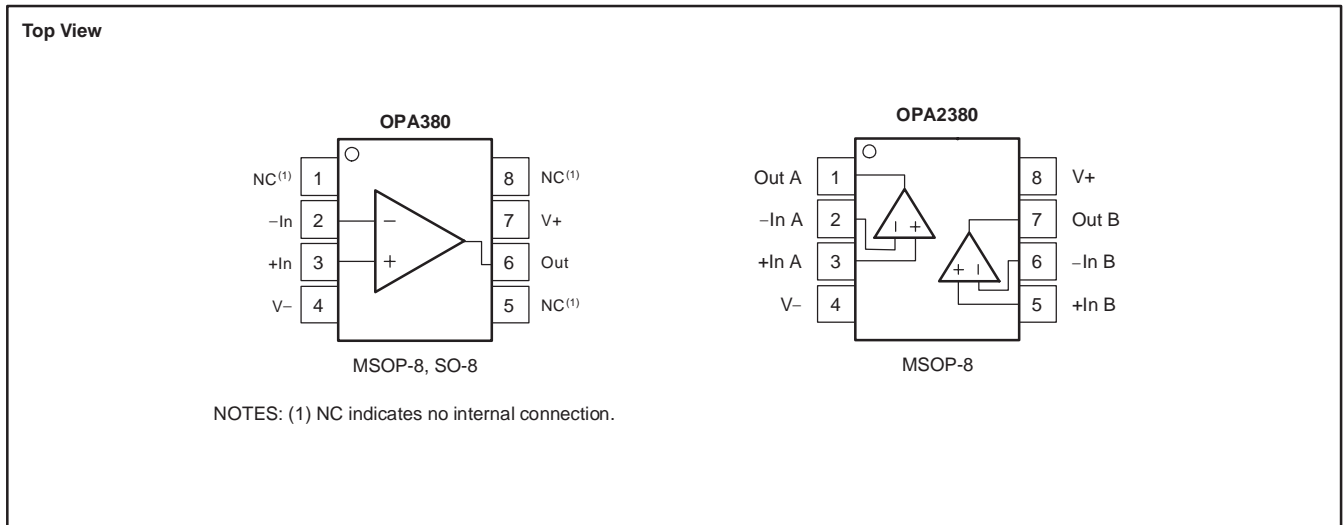 Top View
OPA380
NC(1) 1
8 NC(1)
−In 2
7 V+
+In 3
6 Out
V− 4
5 NC(1)
−
+
MSOP-8, SO-8
OPA2380
Out A 1
8 V+
−In A 2
7 Out B
+In A 3
6 −In B
V− 4
5 +In B
− +
+ −
MSOP-8
NOTES: (1) NC indicates no internal connection.